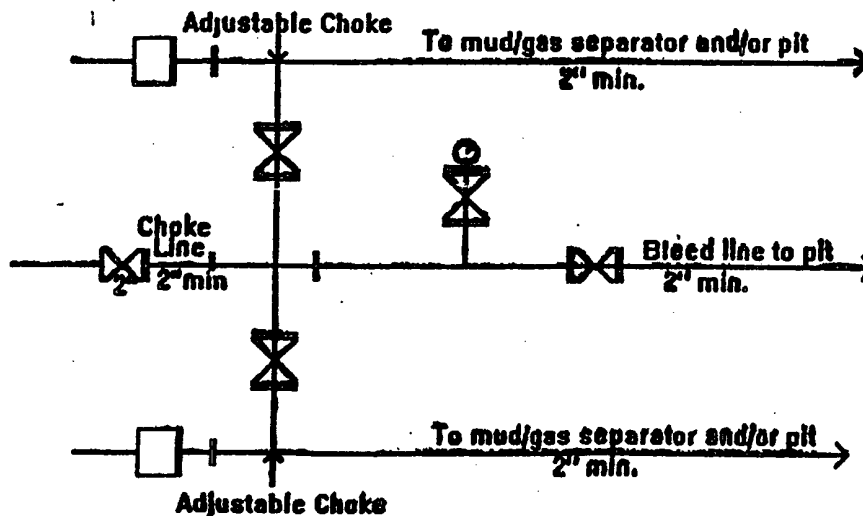 Adjustable Choke
To mud/gas separator and/or pit
2" min.
Choke
Line
2"
2" min
Bleed line to pit
2" min.
To mud/gas separator and/or pit
2" min.
Adjustable Choke